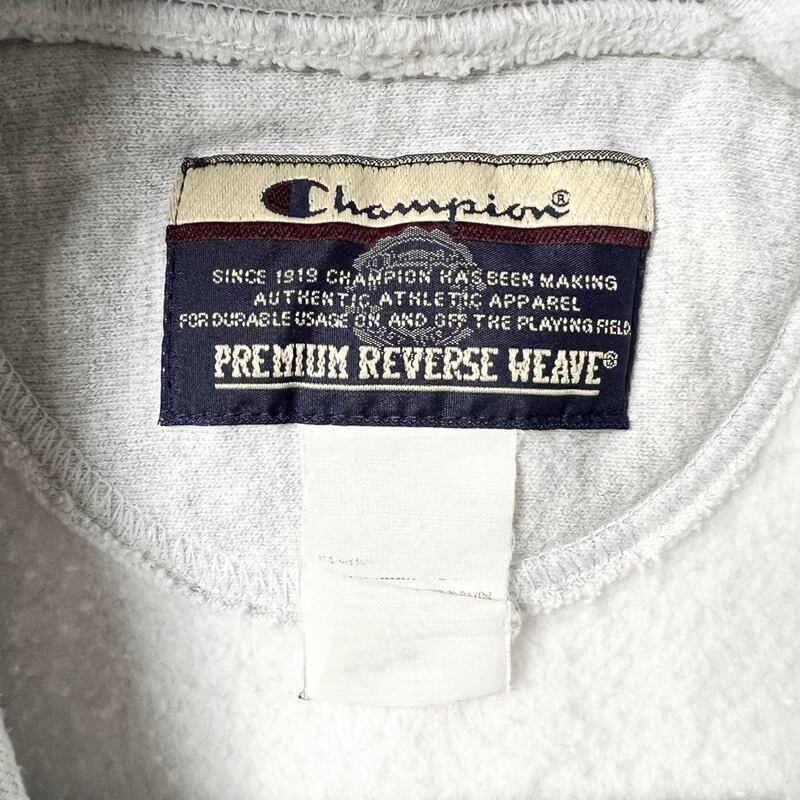 Champion®
SINCE 1919 CHAMPION HAS BEEN MAKING
AUTHENTIC ATHLETIC APPAREL
FOR DURABLE USAGE ON AND OFF THE PLAYING FIELD
PREMIUM REVERSE WEAVE®